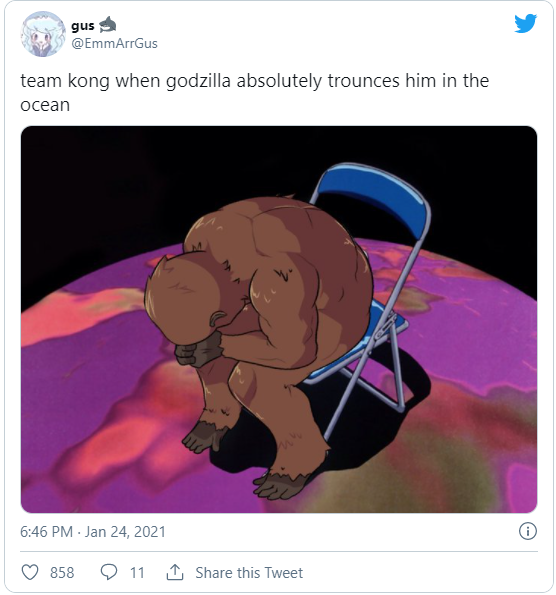 gus
@EmmArrGus
team kong when godzilla absolutely trounces him in the
ocean
6:46 PM · Jan 24, 2021
858 11 Share this Tweet